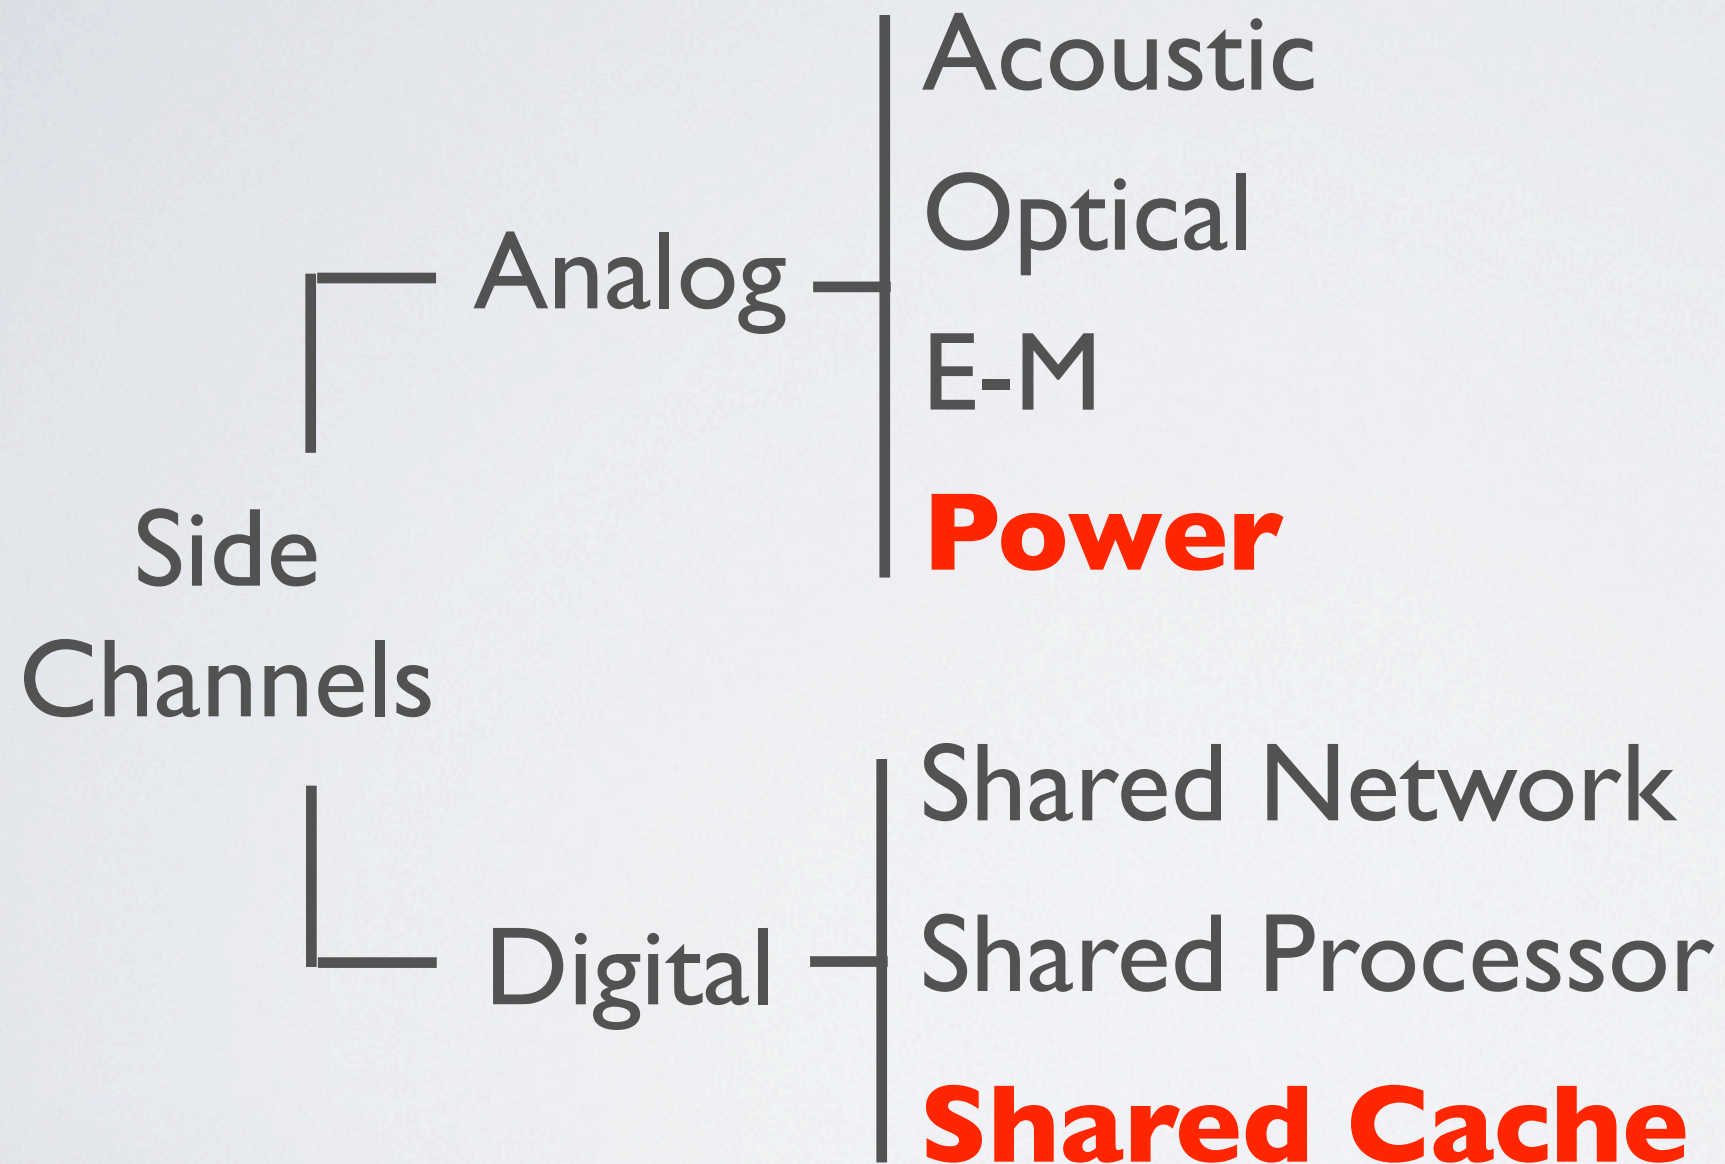 Side
Channels
Analog
Acoustic
Optical
E-M
Power
Digital
Shared Network
Shared Processor
Shared Cache